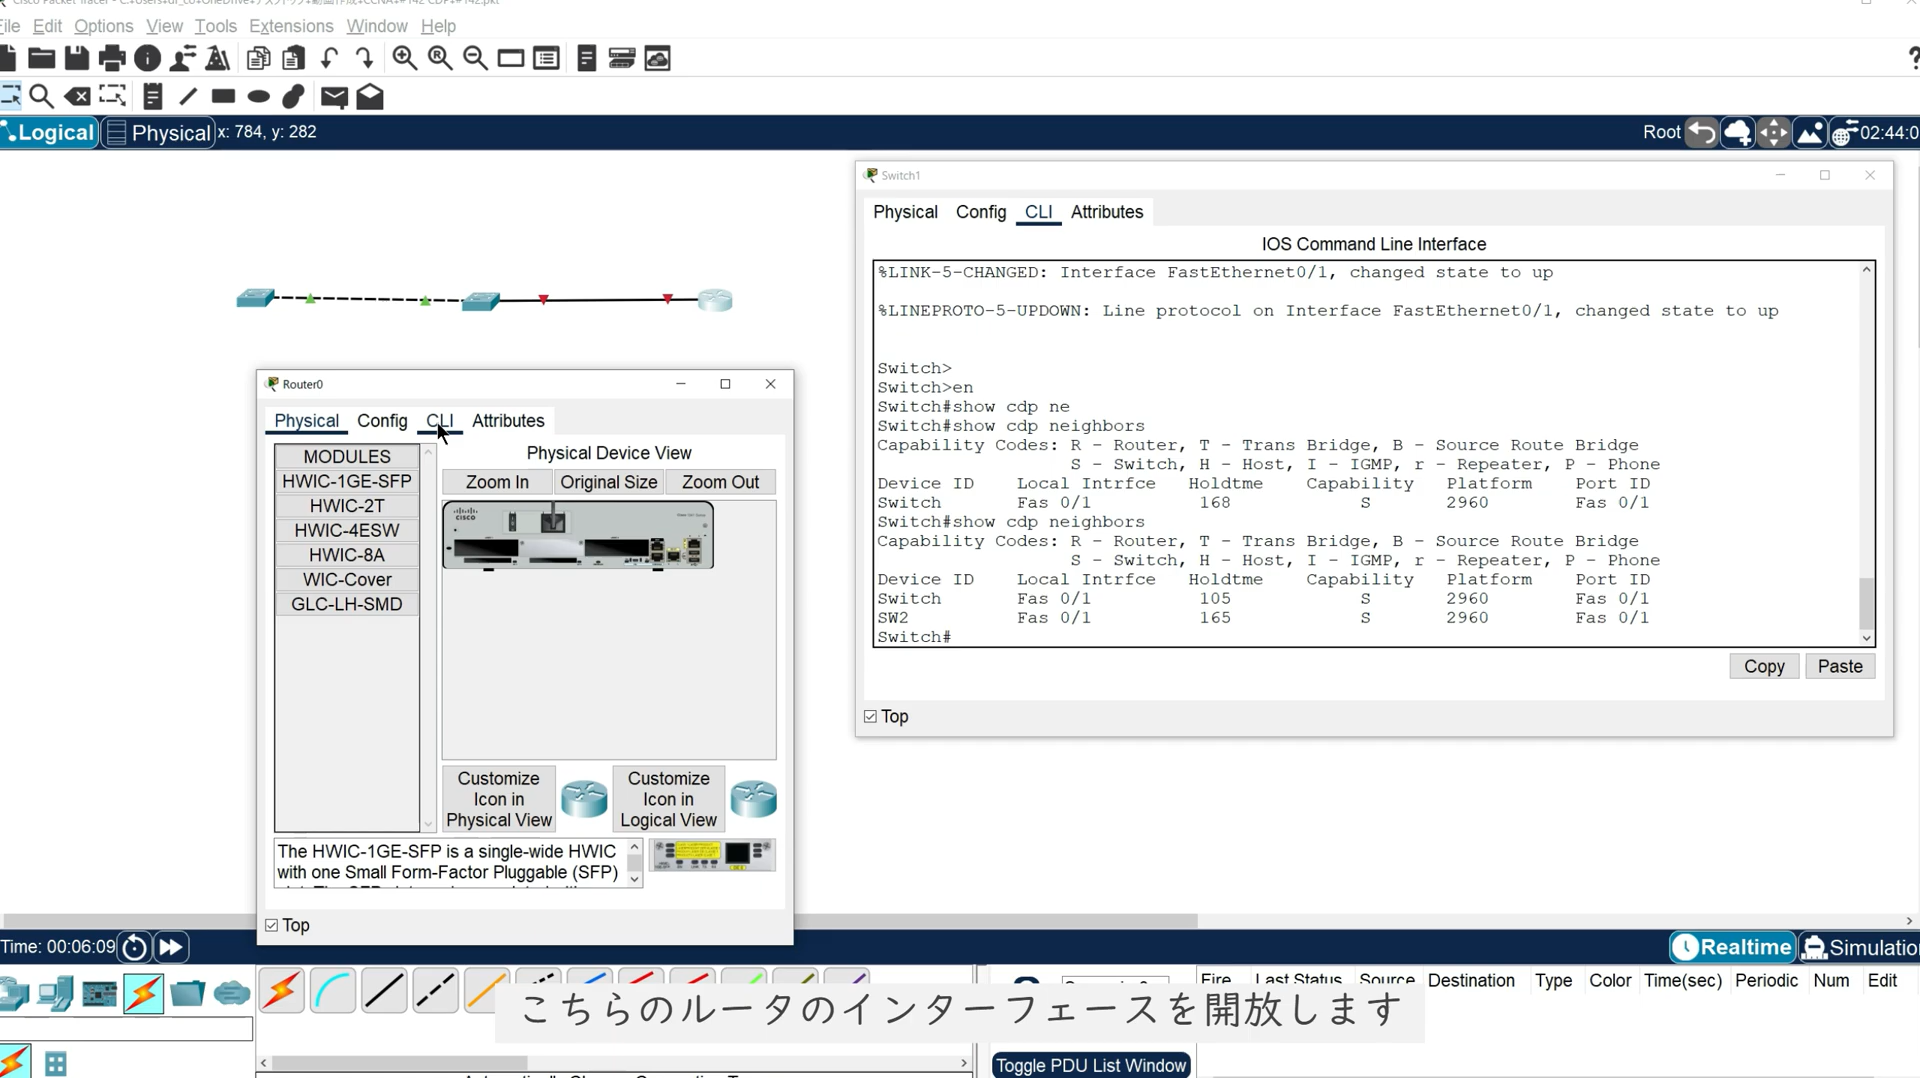 File Edit Options View Tools Extensions Window Help
Logical Physical x: 784, y: 282
Root 02:44:0
Switch1
Physical Config CLI Attributes
IOS Command Line Interface
%LINK-5-CHANGED: Interface FastEthernet0/1, changed state to up
%LINEPROTO-5-UPDOWN: Line protocol on Interface FastEthernet0/1, changed state to up
Switch>
Switch>en
Switch#show cdp ne
Switch#show cdp neighbors
Capability Codes: R - Router, T - Trans Bridge, B - Source Route Bridge
S - Switch, H - Host, I - IGMP, r - Repeater, P - Phone
Device ID Local Intrfce Holdtme Capability Platform Port ID
Switch Fas 0/1 168 S 2960 Fas 0/1
Switch#show cdp neighbors
Capability Codes: R - Router, T - Trans Bridge, B - Source Route Bridge
S - Switch, H - Host, I - IGMP, r - Repeater, P - Phone
Device ID Local Intrfce Holdtme Capability Platform Port ID
Switch Fas 0/1 105 S 2960 Fas 0/1
SW2 Fas 0/1 165 S 2960 Fas 0/1
Switch#
Copy Paste
Top
Router0
Physical Config CLI Attributes
MODULES
HWIC-1GE-SFP
HWIC-2T
HWIC-4ESW
HWIC-8A
WIC-Cover
GLC-LH-SMD
Physical Device View
Zoom In Original Size Zoom Out
CISCO
Customize Icon in Physical View
Customize Icon in Logical View
The HWIC-1GE-SFP is a single-wide HWIC
with one Small Form-Factor Pluggable (SFP)
Top
Time: 00:06:09
Realtime Simulatio
Fire Last Status Source Destination Type Color Time(sec) Periodic Num Edit
こちらのルータのインターフェースを開放します
Toggle PDU List Window